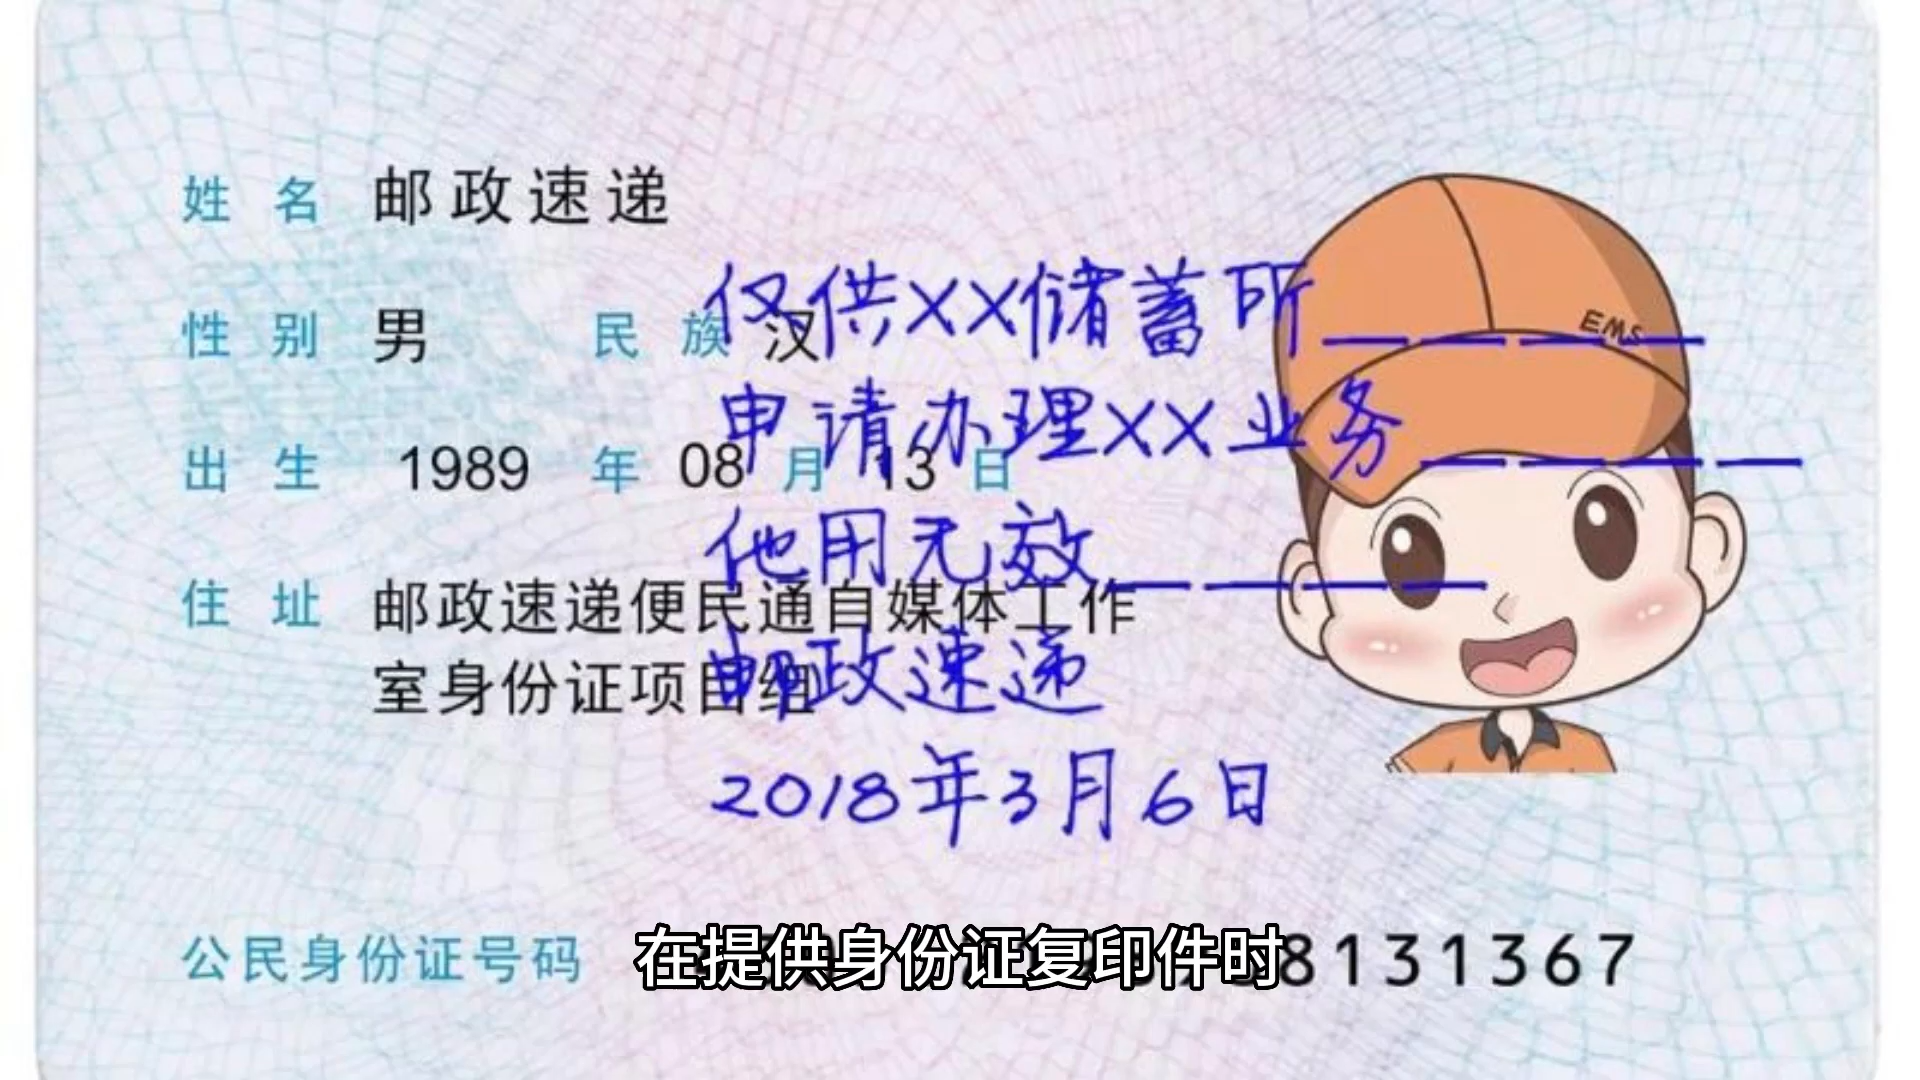 姓名 邮政速递
仅供XX储蓄所
性别 男 民族 汉
EMS
申请办理XX业务
出生 1989 年 08 月 13 日
他用无效
住址 邮政速递便民通自媒体工作
室身份证项目组
邮政速递
2018年3月6日
公民身份证号码 8131367
在提供身份证复印件时